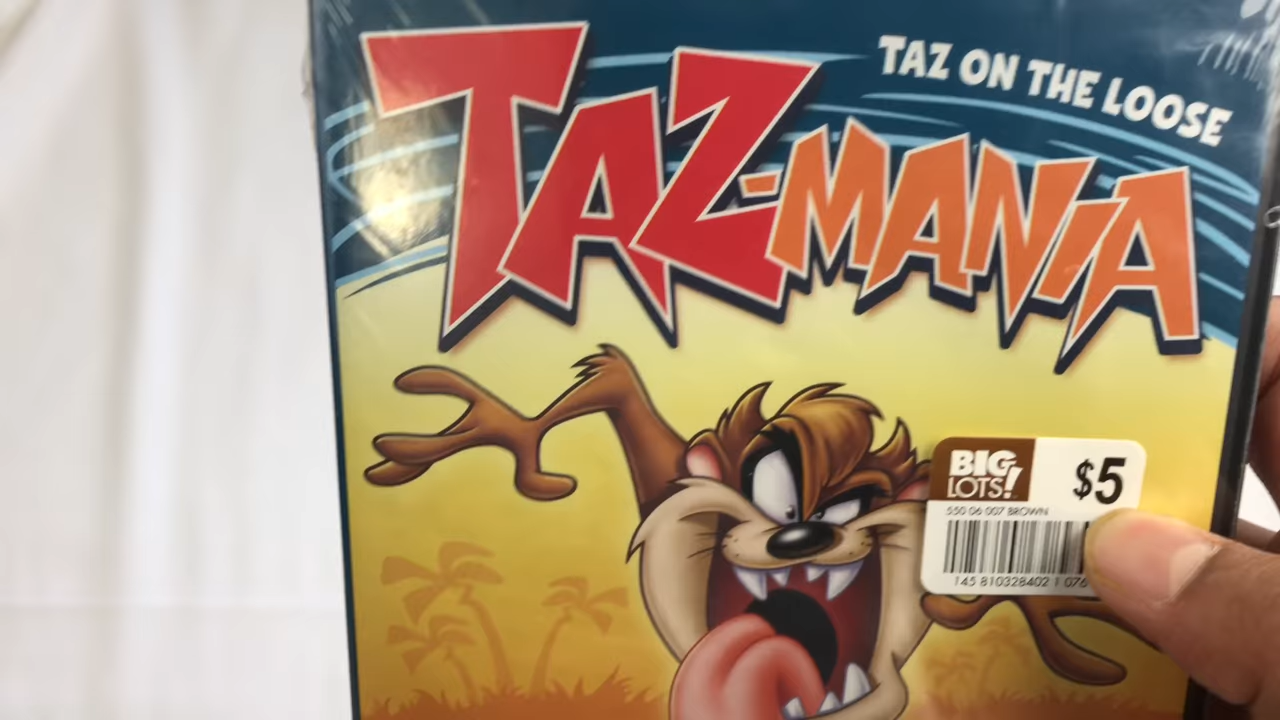 TAZ ON THE LOOSE
TAZ-MANIA
BIG
LOTS!
$5
550 06 007 BROWN
145 810328402 1 076